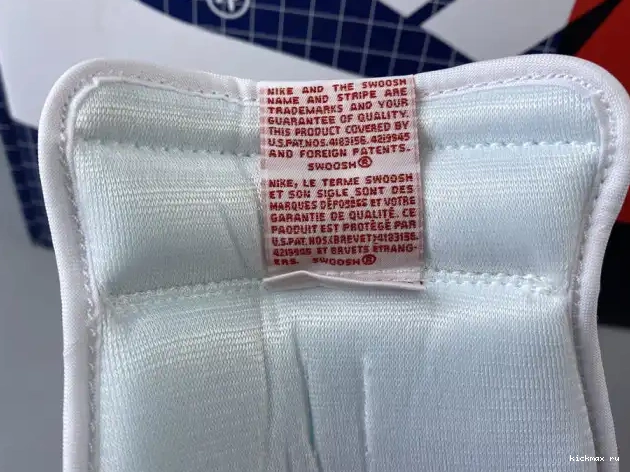 NIKE AND THE SWOOSH
NAME AND STRIPE ARE
TRADEMARKS AND YOUR
GUARANTEE OF QUALITY.
THIS PRODUCT COVERED BY
U.S.PAT.NOS. 4183156, 4219945
AND FOREIGN PATENTS.
SWOOSH®
NIKE, LE TERME SWOOSH
ET SON SIGLE SONT DES
MARQUES DÉPOSÉES ET VOTRE
GARANTIE DE QUALITÉ. CE
PRODUIT EST PROTÉGÉ PAR
U.S.PAT.NOS.(BREVET)4183156,
4219945 ET BREVETS ÉTRANG-
ERS. SWOOSH®
kickmax ru